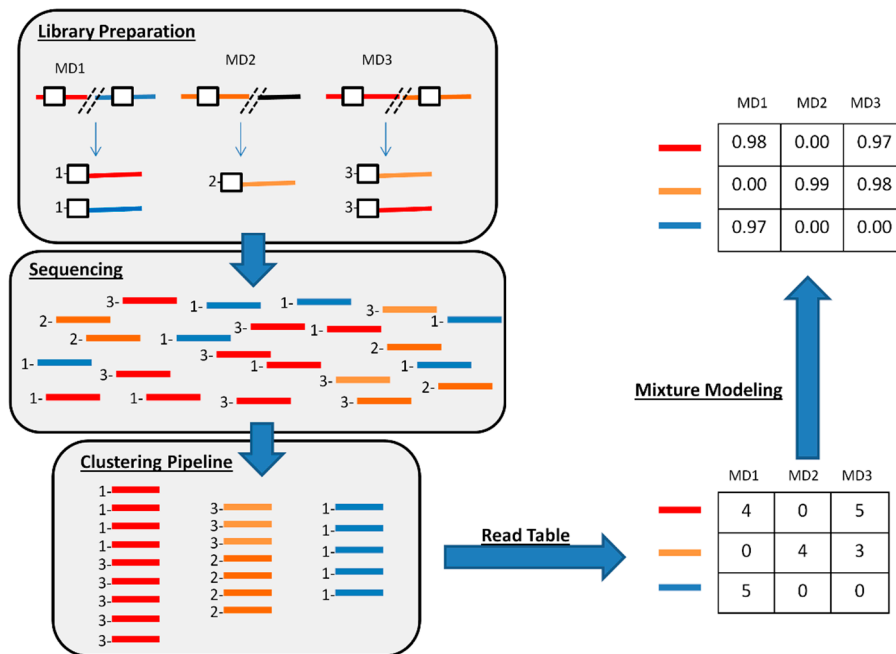 Library Preparation
MD1 MD2 MD3
1- 2- 3-
1- 3-
Sequencing
3- 1- 1- 3-
2- 3- 1- 1-
2- 1- 2-
1- 3- 1- 1-
3- 3- 2-
1- 1- 3- 3-
Clustering Pipeline
1-
1-
1-
1-
3-
3-
3-
3-
3-
3-
3-
3-
2-
2-
2-
2-
1-
1-
1-
1-
1-
Read Table
MD1 MD2 MD3
4 0 5
0 4 3
5 0 0
Mixture Modeling
MD1 MD2 MD3
0.98 0.00 0.97
0.00 0.99 0.98
0.97 0.00 0.00